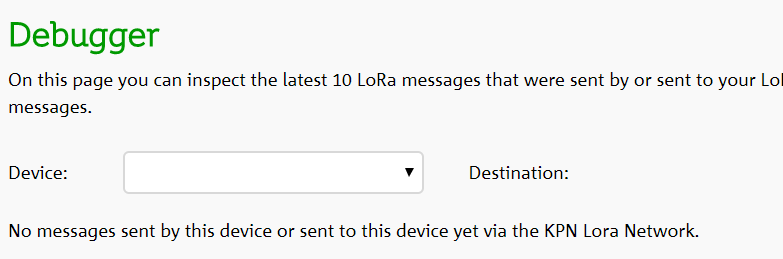 Debugger
On this page you can inspect the latest 10 LoRa messages that were sent by or sent to your
messages.
Device:
Destination:
No messages sent by this device or sent to this device yet via the KPN Lora Network.